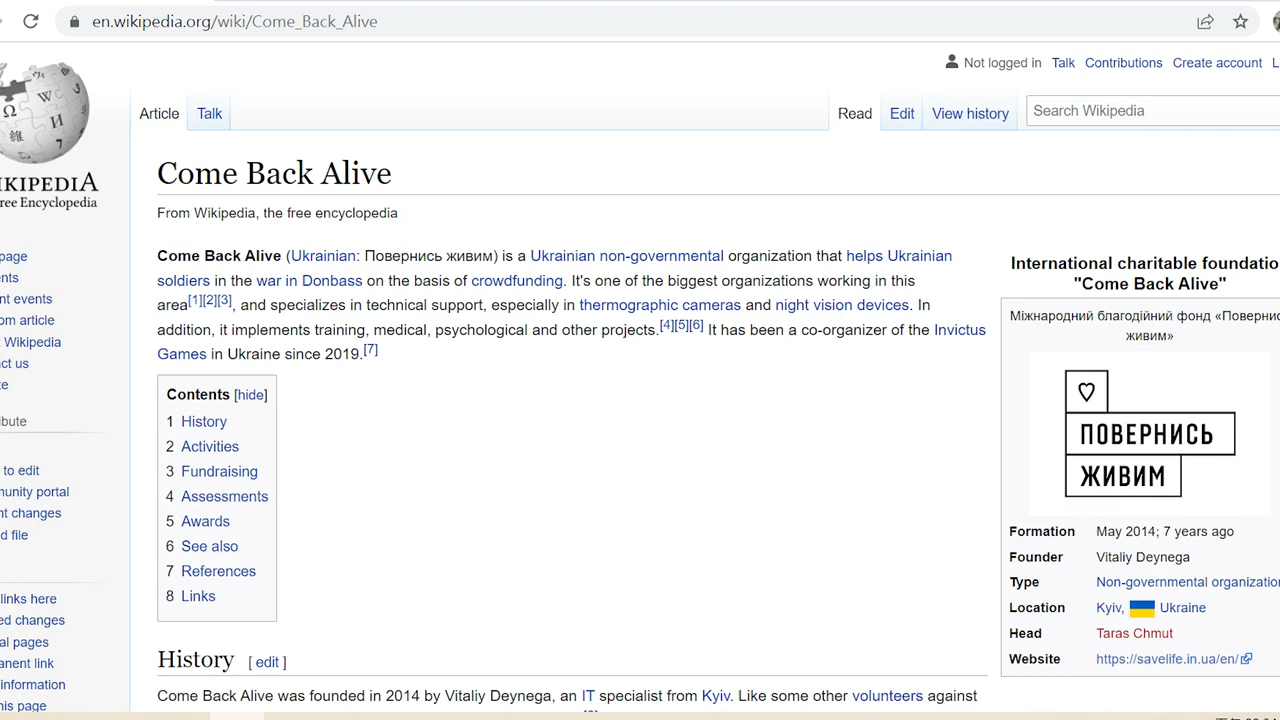 en.wikipedia.org/wiki/Come_Back_Alive
Not logged in Talk Contributions Create account L
Article Talk Read Edit View history Search Wikipedia
IKIPEDIA
ree Encyclopedia
Come Back Alive
From Wikipedia, the free encyclopedia
Come Back Alive (Ukrainian: Повернись живим) is a Ukrainian non-governmental organization that helps Ukrainian
soldiers in the war in Donbass on the basis of crowdfunding. It's one of the biggest organizations working in this
area[1][2][3], and specializes in technical support, especially in thermographic cameras and night vision devices. In
addition, it implements training, medical, psychological and other projects.[4][5][6] It has been a co-organizer of the Invictus
Games in Ukraine since 2019.[7]
Contents [hide]
1 History
2 Activities
3 Fundraising
4 Assessments
5 Awards
6 See also
7 References
8 Links
History [ edit ]
Come Back Alive was founded in 2014 by Vitaliy Deynega, an IT specialist from Kyiv. Like some other volunteers against
International charitable foundatio
"Come Back Alive"
Міжнародний благодійний фонд «Повернис
живим»
ПОВЕРНИСЬ
ЖИВИМ
Formation May 2014; 7 years ago
Founder Vitaliy Deynega
Type Non-governmental organizatio
Location Kyiv, Ukraine
Head Taras Chmut
Website https://savelife.in.ua/en/
page
ents
nt events
om article
t Wikipedia
ct us
te
ibute
to edit
nunity portal
nt changes
d file
links here
ed changes
al pages
anent link
information
his page